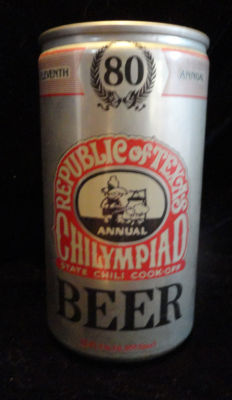 80
ELEVENTH ANNUAL
REPUBLIC OF TEXAS
ANNUAL
CHILYMPIAD
STATE CHILI COOK-OFF
BEER